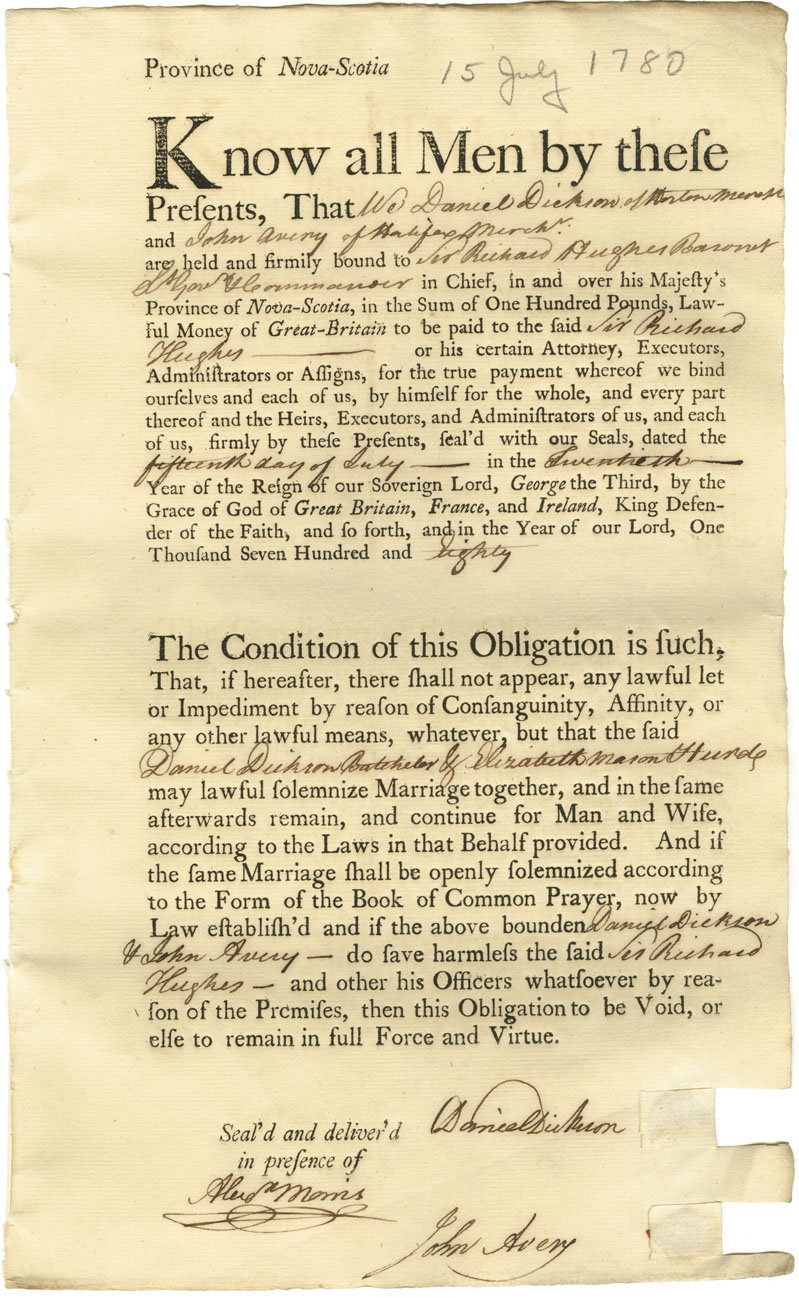 Province of Nova-Scotia 15 July 1780
Know all Men by theſe
Preſents, That We Daniel Dickson of Horton Merch
and John Avery of Halifax Merchᵗ.
are held and firmily bound to Sir Richard Hughes Baronet
Lᵗ Govʳ & Commander in Chief, in and over his Majeſty's
Province of Nova-Scotia, in the Sum of One Hundred Pounds, Law-
ful Money of Great-Britain to be paid to the ſaid Sir Richard
Hughes —— or his certain Attorney, Executors,
Adminiſtrators or Aſſigns, for the true payment whereof we bind
ourſelves and each of us, by himſelf for the whole, and every part
thereof and the Heirs, Executors, and Adminiſtrators of us, and each
of us, firmly by theſe Preſents, ſeal'd with our Seals, dated the
fifteenth day of July — in the Twentieth —
Year of the Reign of our Soverign Lord, George the Third, by the
Grace of God of Great Britain, France, and Ireland, King Defen-
der of the Faith, and ſo forth, and in the Year of our Lord, One
Thouſand Seven Hundred and Eighty
The Condition of this Obligation is ſuch,
That, if hereafter, there ſhall not appear, any lawful let
or Impediment by reaſon of Conſanguinity, Affinity, or
any other lawful means, whatever, but that the ſaid
Daniel Dickson Batchelor & Elizabeth Mason Hurd
may lawful ſolemnize Marriage together, and in the ſame
afterwards remain, and continue for Man and Wife,
according to the Laws in that Behalf provided. And if
the ſame Marriage ſhall be openly ſolemnized according
to the Form of the Book of Common Prayer, now by
Law eſtabliſh'd and if the above bounden Daniel Dickson
& John Avery — do ſave harmleſs the ſaid Sir Richard
Hughes — and other his Officers whatſoever by rea-
ſon of the Premiſes, then this Obligation to be Void, or
elſe to remain in full Force and Virtue.
Seal'd and deliver'd Daniel Dickson
in preſence of
Alexʳ Morris
John Avery